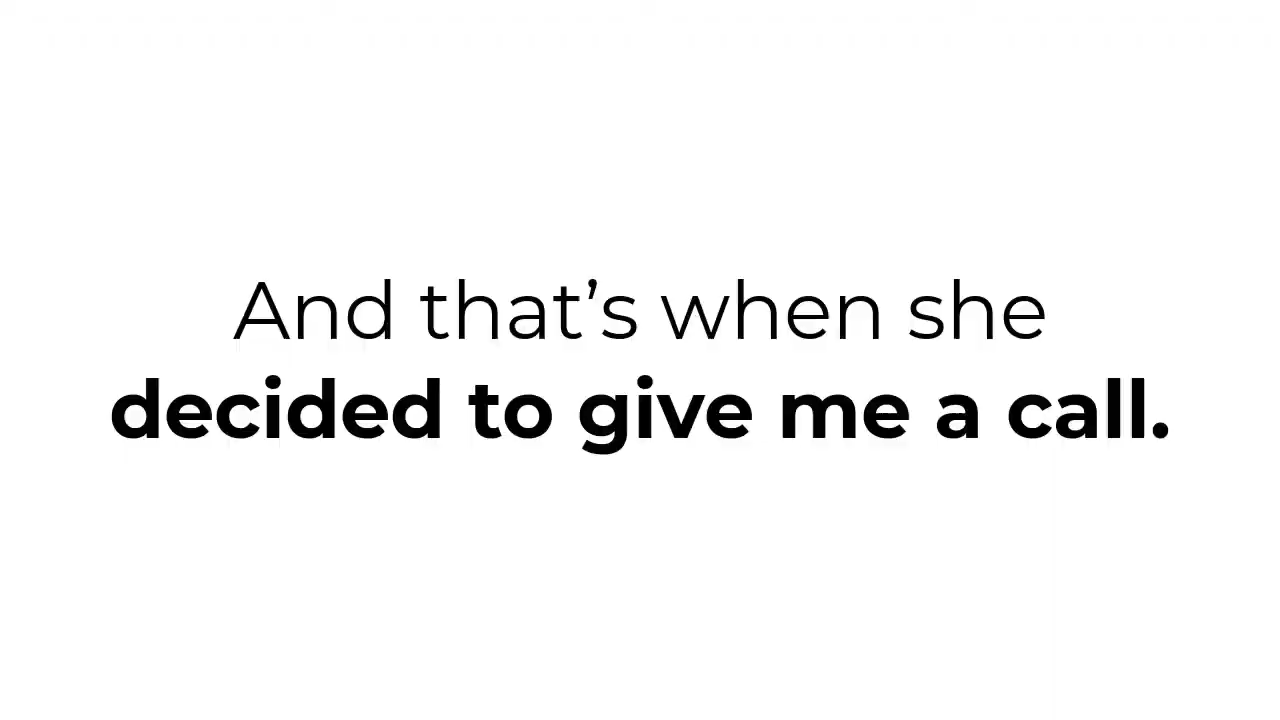 And that’s when she
decided to give me a call.